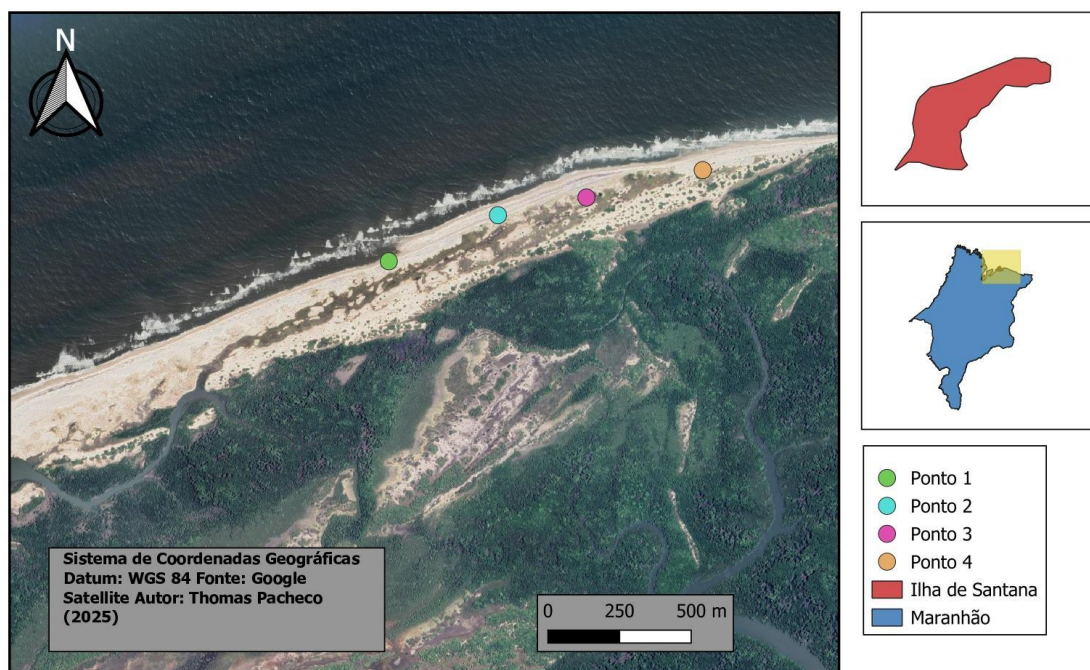 N
Sistema de Coordenadas Geográficas
Datum: WGS 84 Fonte: Google
Satellite Autor: Thomas Pacheco
(2025)
0 250 500 m
Ponto 1
Ponto 2
Ponto 3
Ponto 4
Ilha de Santana
Maranhão